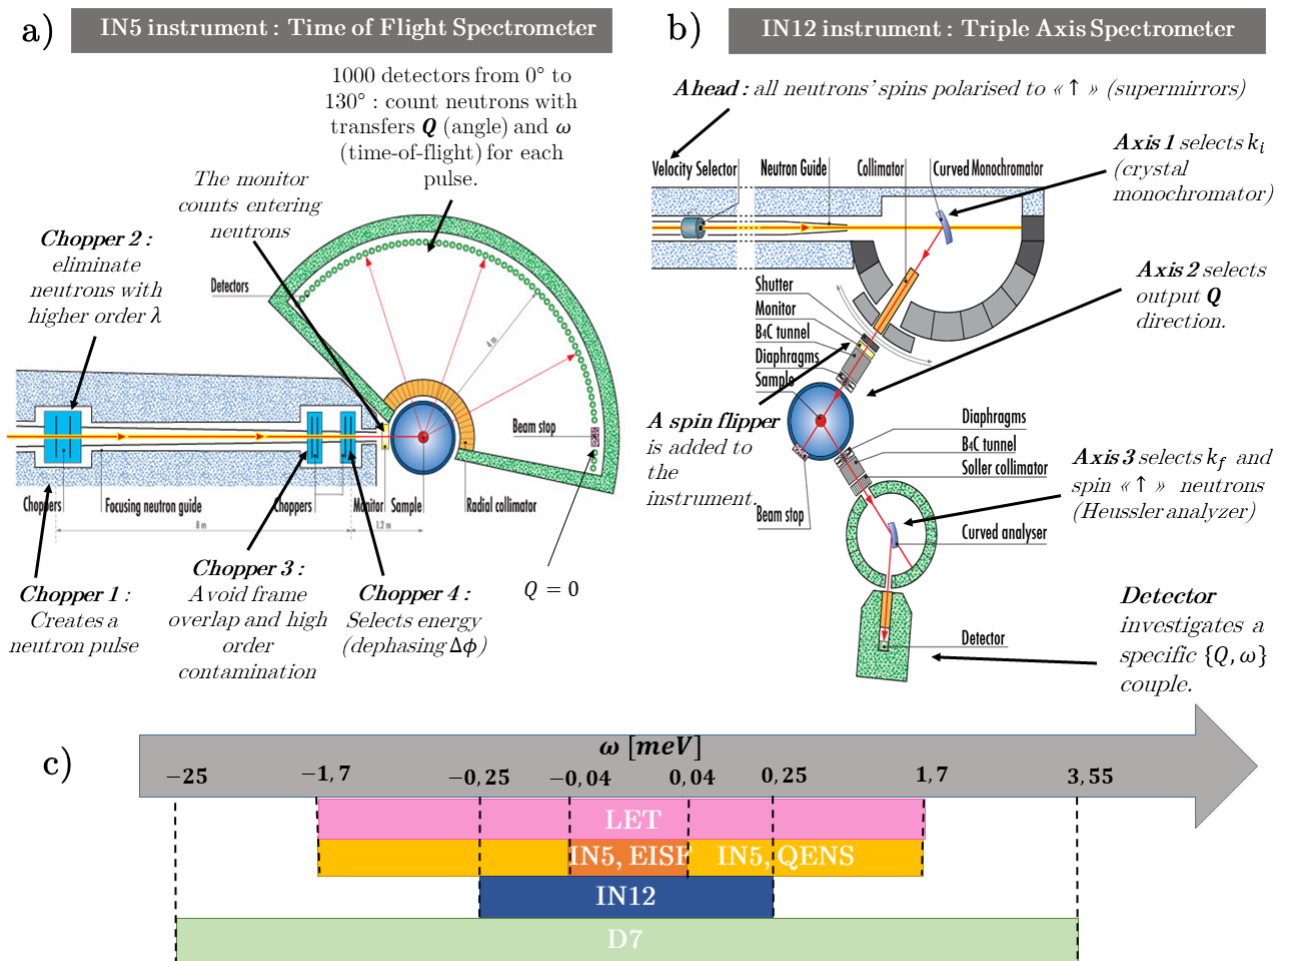 a)
IN5 instrument : Time of Flight Spectrometer
1000 detectors from 0° to
130° : count neutrons with
transfers Q (angle) and ω
(time-of-flight) for each
pulse.
The monitor
counts entering
neutrons
Chopper 2 :
eliminate
neutrons with
higher order λ
Detectors
4 m
Beam stop
Choppers
Focusing neutron guide
Choppers
Monitor
Sample
Radial collimator
8 m
1.2 m
Chopper 1 :
Creates a
neutron pulse
Chopper 3 :
Avoid frame
overlap and high
order
contamination
Chopper 4 :
Selects energy
(dephasing Δϕ)
Q = 0
b)
IN12 instrument : Triple Axis Spectrometer
Ahead : all neutrons' spins polarised to « ↑ » (supermirrors)
Velocity Selector
Neutron Guide
Collimator
Curved Monochromator
Axis 1 selects k_i
(crystal
monochromator)
Axis 2 selects
output Q
direction.
Shutter
Monitor
B4C tunnel
Diaphragms
Sample
A spin flipper
is added to
the
instrument.
Beam stop
Diaphragms
B4C tunnel
Soller collimator
Curved analyser
Axis 3 selects k_f and
spin « ↑ » neutrons
(Heussler analyzer)
Detector
Detector
investigates a
specific {Q, ω}
couple.
c)
ω [meV]
−25 −1,7 −0,25 −0,04 0,04 0,25 1,7 3,55
LET
IN5, EISF IN5, QENS
IN12
D7